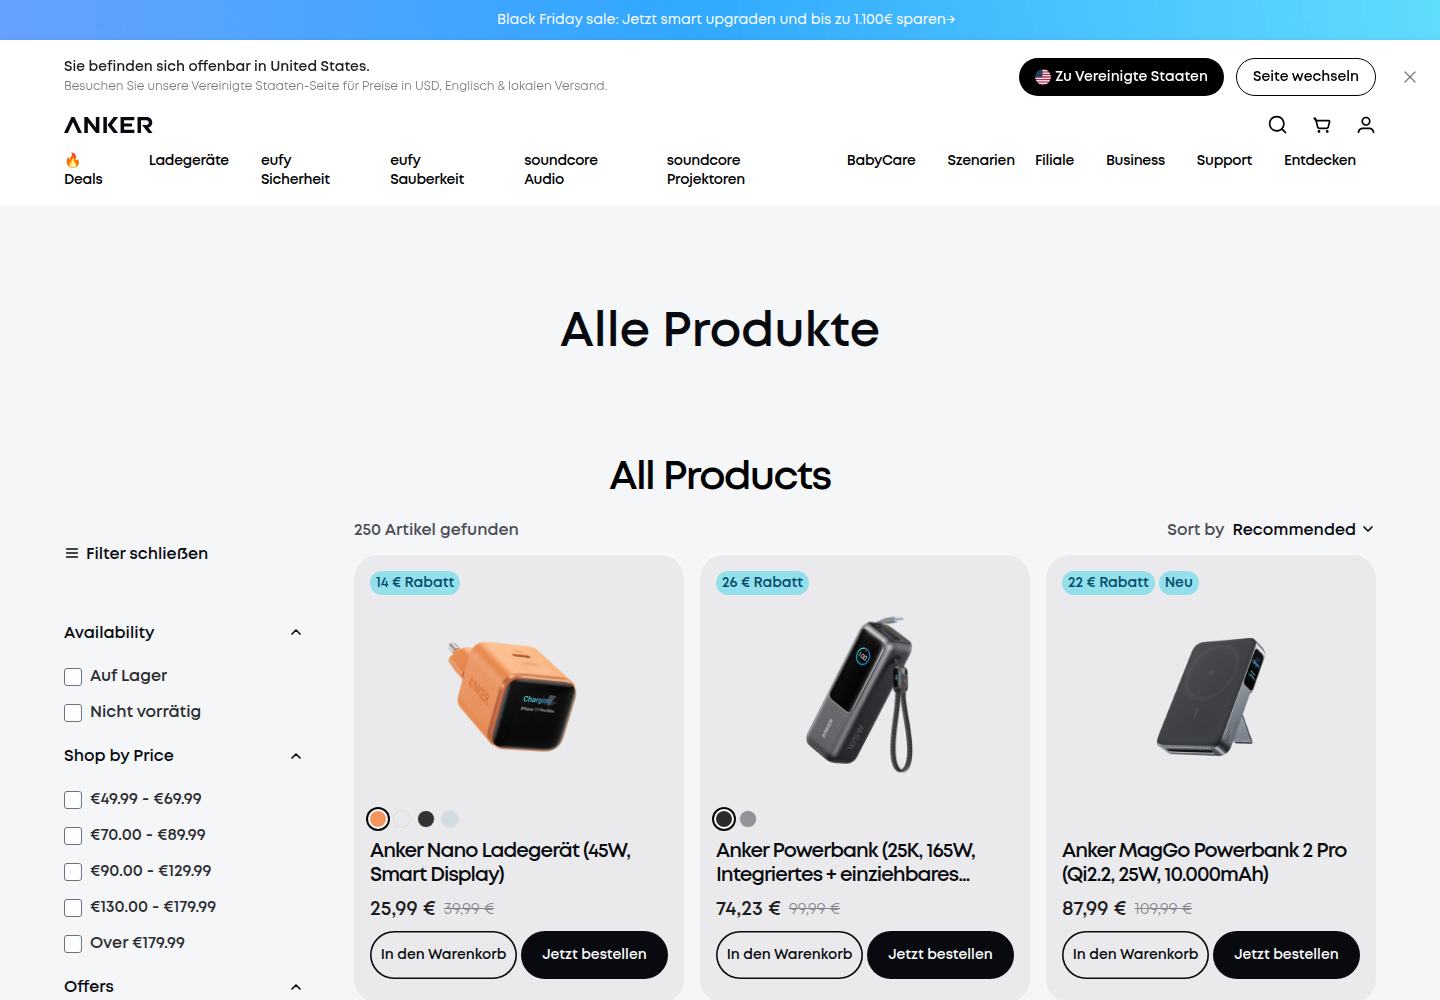 Black Friday sale: Jetzt smart upgraden und bis zu 1.100€ sparen→
Sie befinden sich offenbar in United States.
Besuchen Sie unsere Vereinigte Staaten-Seite für Preise in USD, Englisch & lokalen Versand.
Zu Vereinigte Staaten
Seite wechseln
ANKER
🔥 Deals
Ladegeräte
eufy Sicherheit
eufy Sauberkeit
soundcore Audio
soundcore Projektoren
BabyCare
Szenarien
Filiale
Business
Support
Entdecken
Alle Produkte
All Products
250 Artikel gefunden
Sort by Recommended
Filter schließen
Availability
Auf Lager
Nicht vorrätig
Shop by Price
€49.99 - €69.99
€70.00 - €89.99
€90.00 - €129.99
€130.00 - €179.99
Over €179.99
Offers
14 € Rabatt
ANKER
Anker Nano Ladegerät (45W,
Smart Display)
25,99 € 39,99 €
In den Warenkorb
Jetzt bestellen
26 € Rabatt
ANKER
165W
Anker Powerbank (25K, 165W,
Integriertes + einziehbares...
74,23 € 99,99 €
In den Warenkorb
Jetzt bestellen
22 € Rabatt
Neu
Anker MagGo Powerbank 2 Pro
(Qi2.2, 25W, 10.000mAh)
87,99 € 109,99 €
In den Warenkorb
Jetzt bestellen